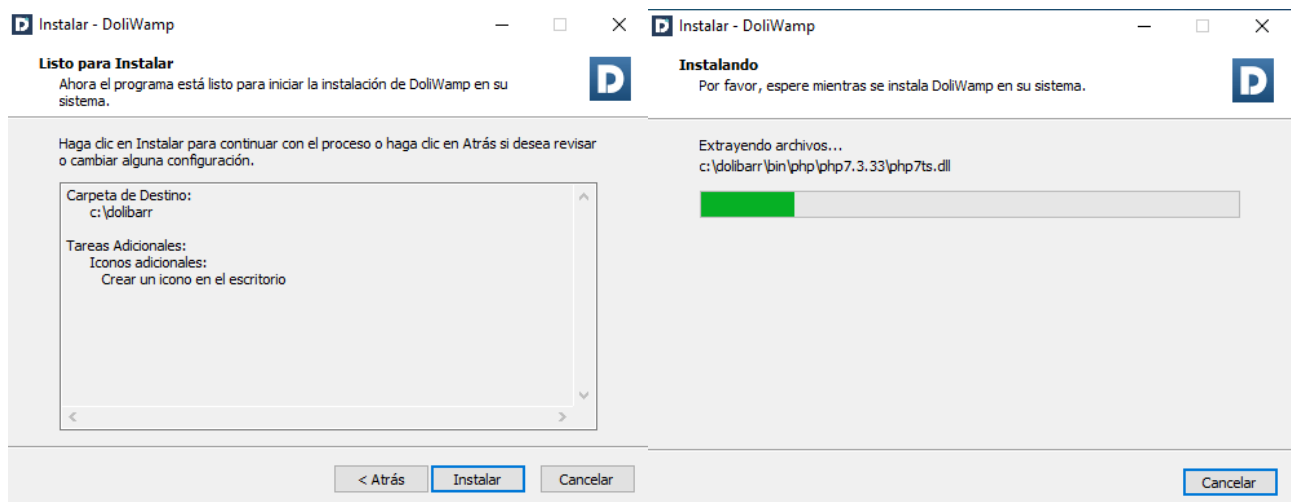 Instalar - DoliWamp
Listo para Instalar
Ahora el programa está listo para iniciar la instalación de DoliWamp en su
sistema.
Haga clic en Instalar para continuar con el proceso o haga clic en Atrás si desea revisar
o cambiar alguna configuración.
Carpeta de Destino:
c:\dolibarr
Tareas Adicionales:
Iconos adicionales:
Crear un icono en el escritorio
< Atrás
Instalar
Cancelar
Instalar - DoliWamp
Instalando
Por favor, espere mientras se instala DoliWamp en su sistema.
Extrayendo archivos...
c:\dolibarr\bin\php\php7.3.33\php7ts.dll
Cancelar